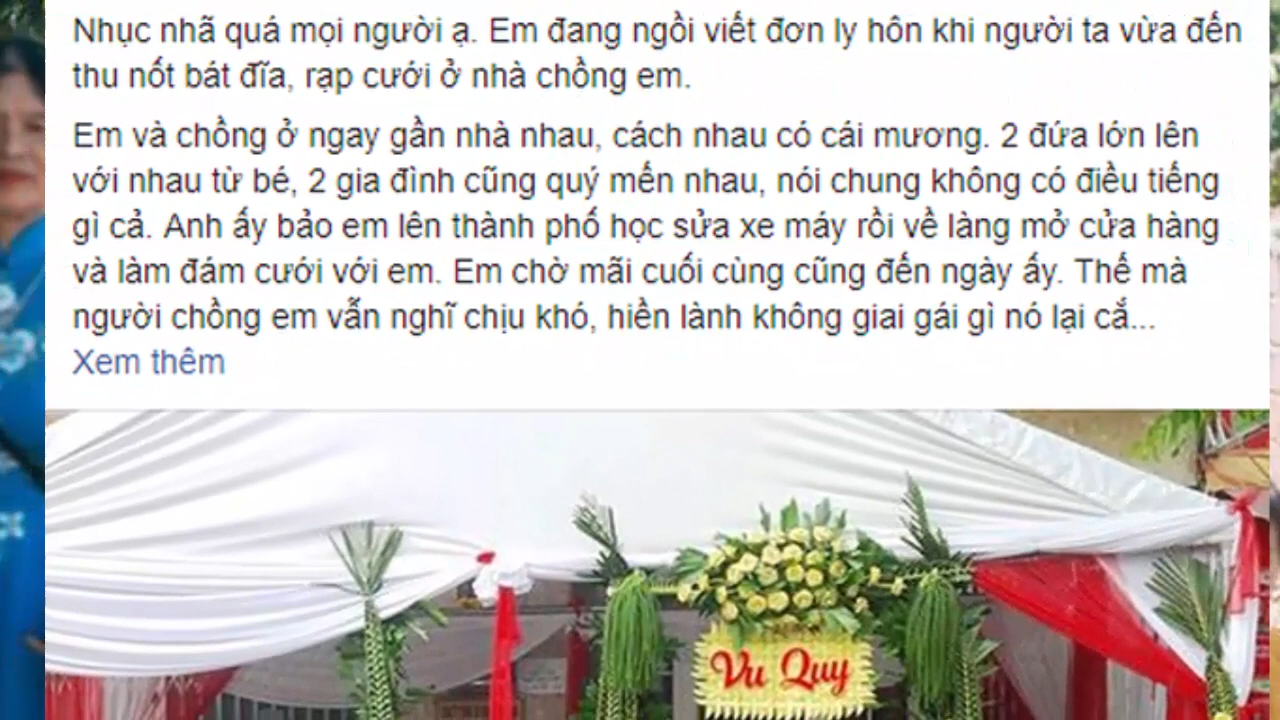 Nhục nhã quá mọi người ạ. Em đang ngồi viết đơn ly hôn khi người ta vừa đến
thu nốt bát đĩa, rạp cưới ở nhà chồng em.
Em và chồng ở ngay gần nhà nhau, cách nhau có cái mương. 2 đứa lớn lên
với nhau từ bé, 2 gia đình cũng quý mến nhau, nói chung không có điều tiếng
gì cả. Anh ấy bảo em lên thành phố học sửa xe máy rồi về làng mở cửa hàng
và làm đám cưới với em. Em chờ mãi cuối cùng cũng đến ngày ấy. Thế mà
người chồng em vẫn nghĩ chịu khó, hiền lành không giai gái gì nó lại cắ...
Xem thêm
Vu Quy